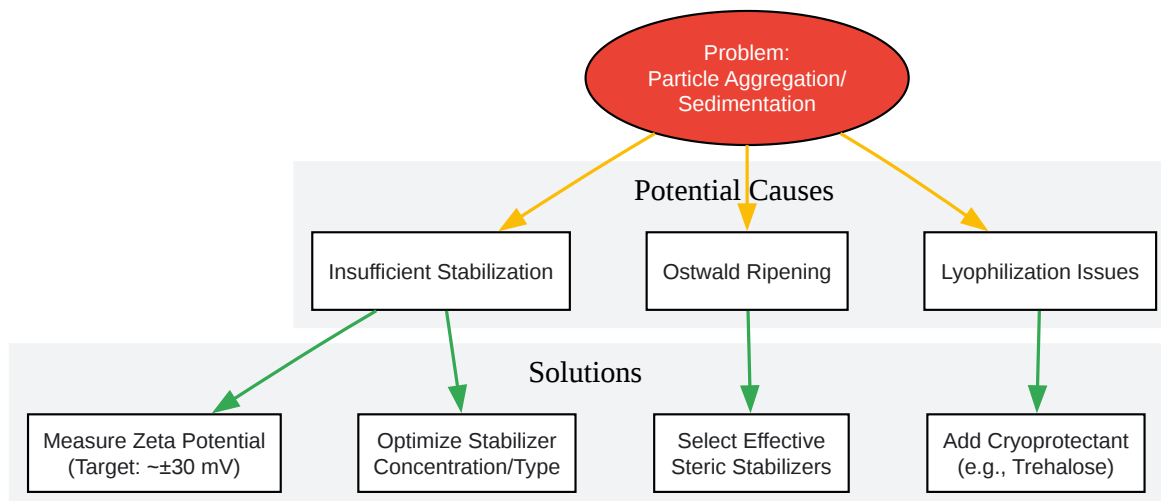 Problem:
Particle Aggregation/
Sedimentation
Potential Causes
Insufficient Stabilization
Ostwald Ripening
Lyophilization Issues
Solutions
Measure Zeta Potential
(Target: ~±30 mV)
Optimize Stabilizer
Concentration/Type
Select Effective
Steric Stabilizers
Add Cryoprotectant
(e.g., Trehalose)